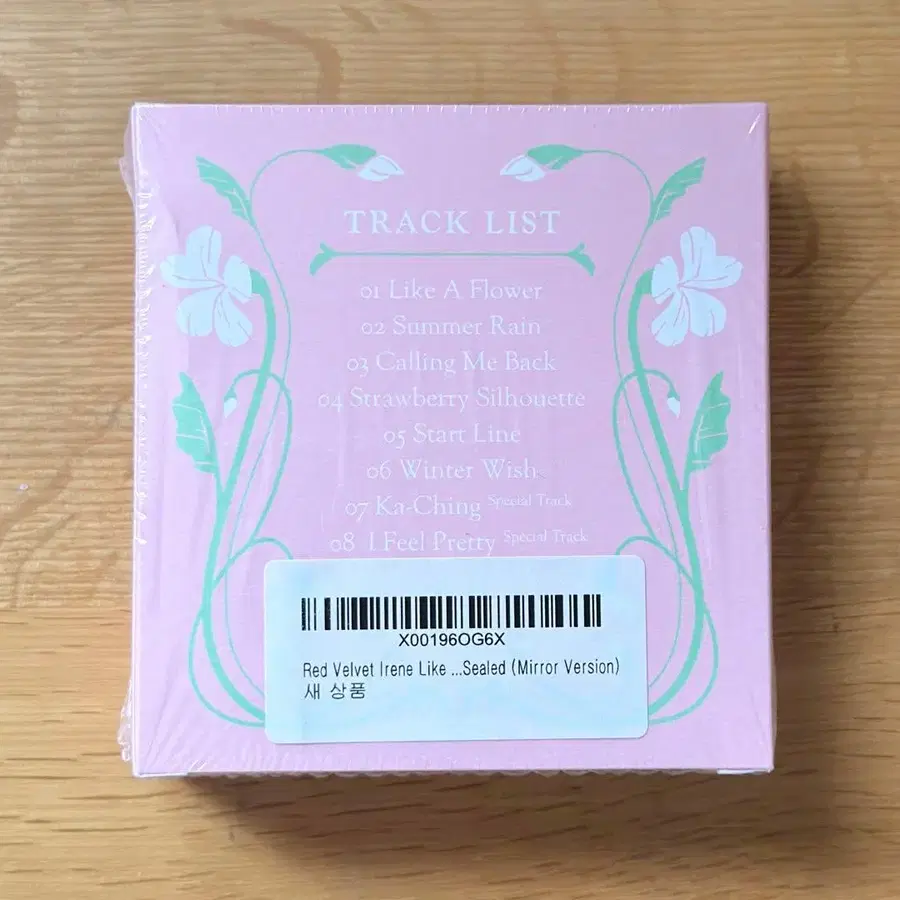 TRACK LIST
01 Like A Flower
02 Summer Rain
03 Calling Me Back
04 Strawberry Silhouette
05 Start Line
06 Winter Wish
07 Ka-Ching Special Track
08 I Feel Pretty Special Track
X00196OG6X
Red Velvet Irene Like ...Sealed (Mirror Version)
새 상품